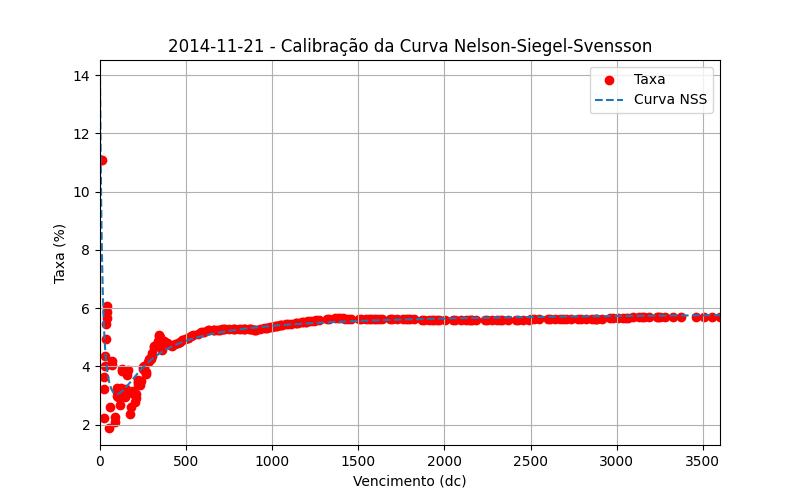 2014-11-21 - Calibração da Curva Nelson-Siegel-Svensson
Taxa
Curva NSS
Taxa (%)
14
12
10
8
6
4
2
0 500 1000 1500 2000 2500 3000 3500
Vencimento (dc)